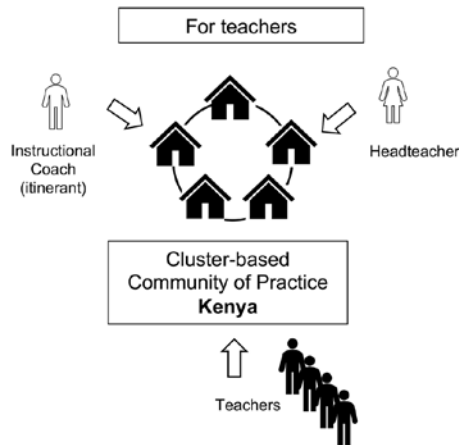 For teachers
Instructional
Coach
(itinerant)
Headteacher
Cluster-based
Community of Practice
Kenya
Teachers